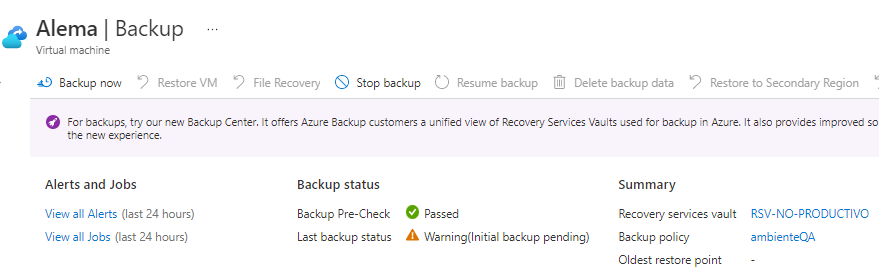 Alema | Backup ...
Virtual machine
Backup now Restore VM File Recovery Stop backup Resume backup Delete backup data Restore to Secondary Region
For backups, try our new Backup Center. It offers Azure Backup customers a unified view of Recovery Services Vaults used for backup in Azure. It also provides improved so
the new experience.
Alerts and Jobs Backup status Summary
View all Alerts (last 24 hours) Backup Pre-Check Passed Recovery services vault RSV-NO-PRODUCTIVO
View all Jobs (last 24 hours) Last backup status Warning(Initial backup pending) Backup policy ambienteQA
Oldest restore point -